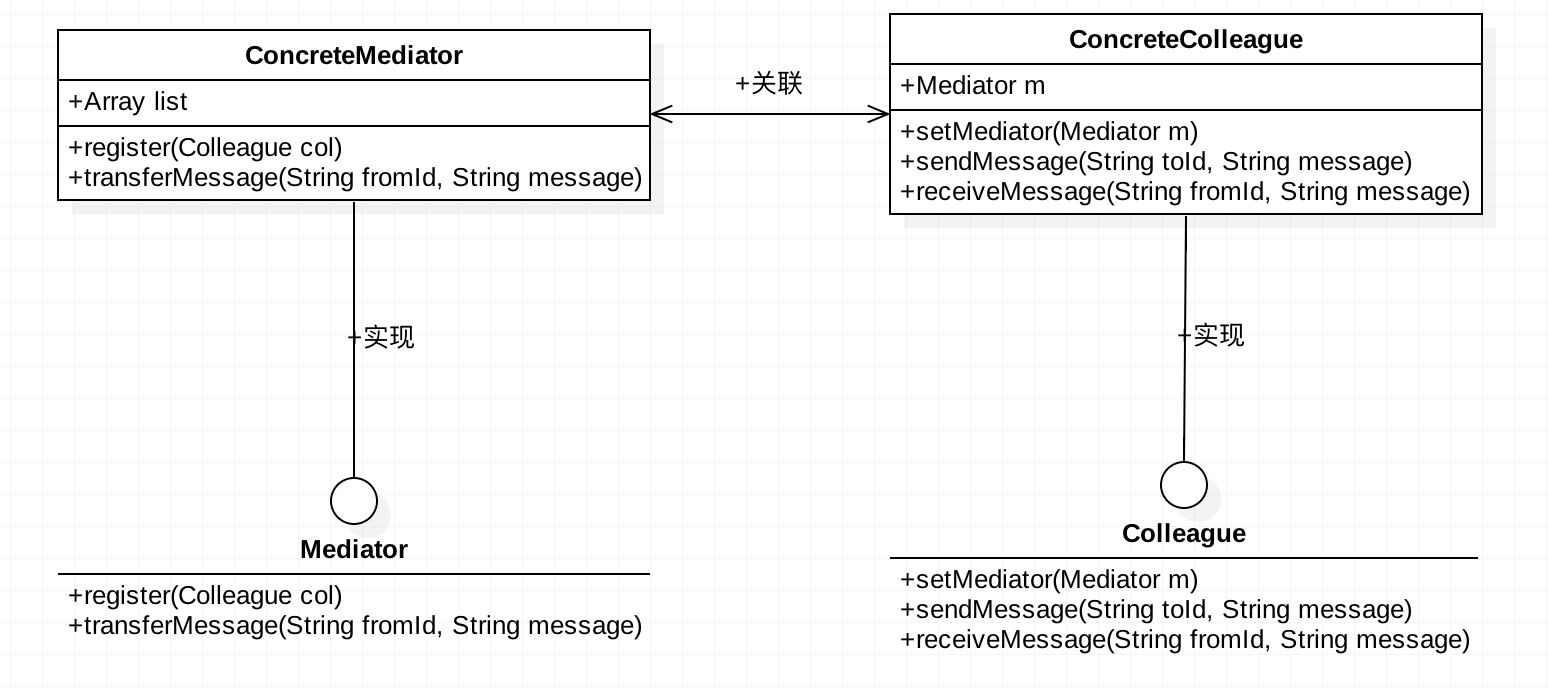 ConcreteMediator
+Array list
+register(Colleague col)
+transferMessage(String fromId, String message)
+关联
ConcreteColleague
+Mediator m
+setMediator(Mediator m)
+sendMessage(String toId, String message)
+receiveMessage(String fromId, String message)
+实现
+实现
Mediator
+register(Colleague col)
+transferMessage(String fromId, String message)
Colleague
+setMediator(Mediator m)
+sendMessage(String toId, String message)
+receiveMessage(String fromId, String message)